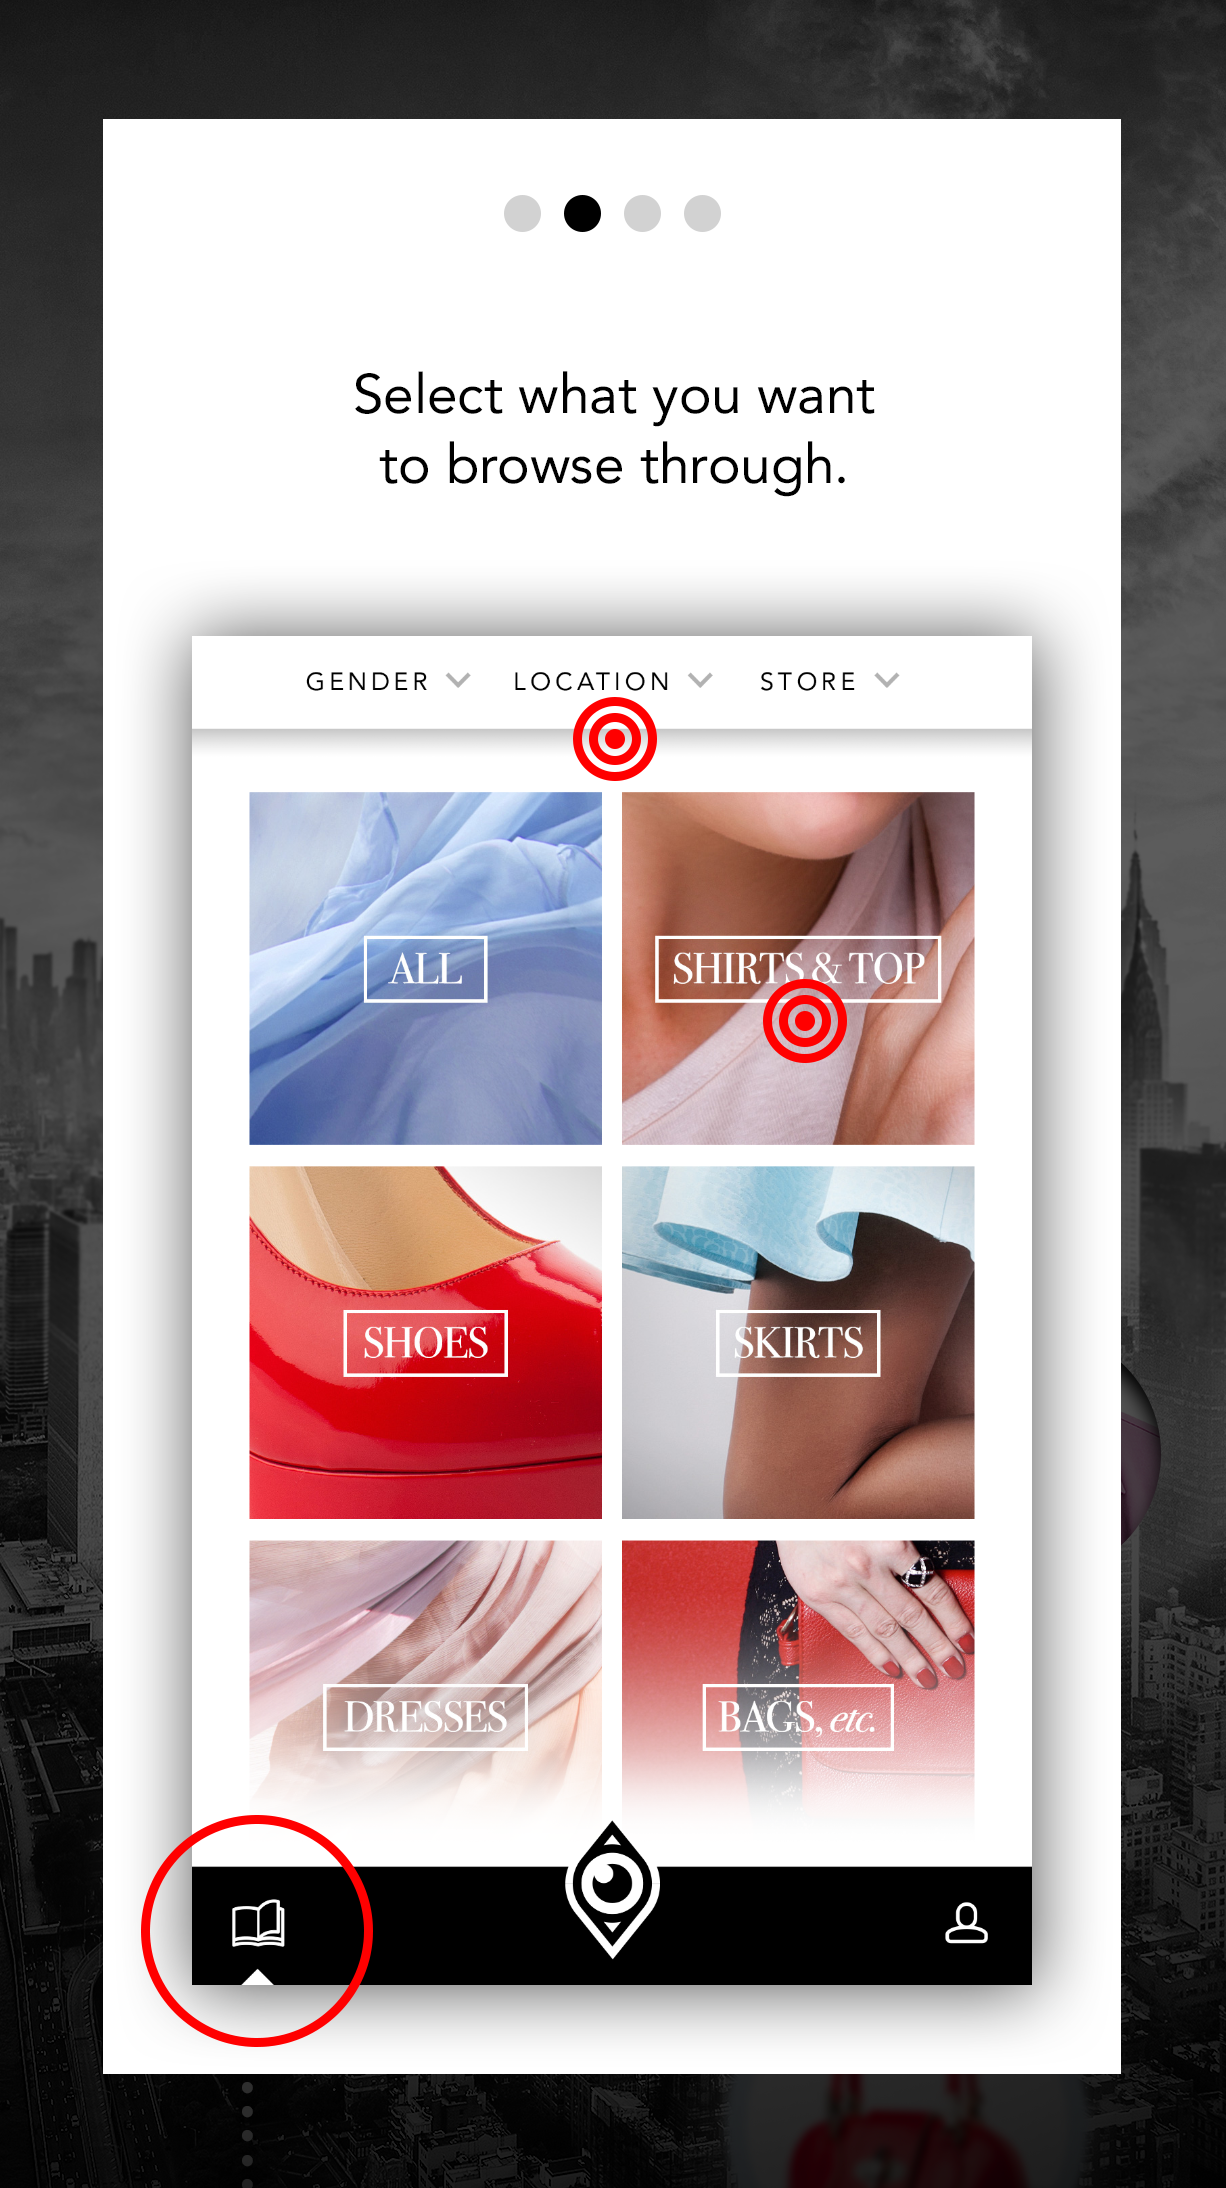 Select what you want
to browse through.
GENDER LOCATION STORE
ALL
SHIRTS & TOP
SHOES
SKIRTS
DRESSES
BAGS, etc.